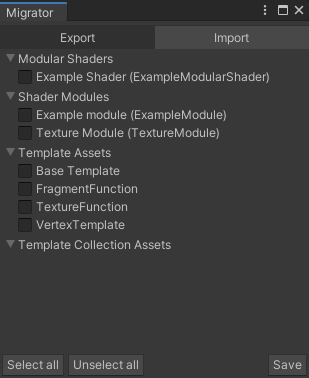 Migrator
Export Import
Modular Shaders
Example Shader (ExampleModularShader)
Shader Modules
Example module (ExampleModule)
Texture Module (TextureModule)
Template Assets
Base Template
FragmentFunction
TextureFunction
VertexTemplate
Template Collection Assets
Select all Unselect all Save